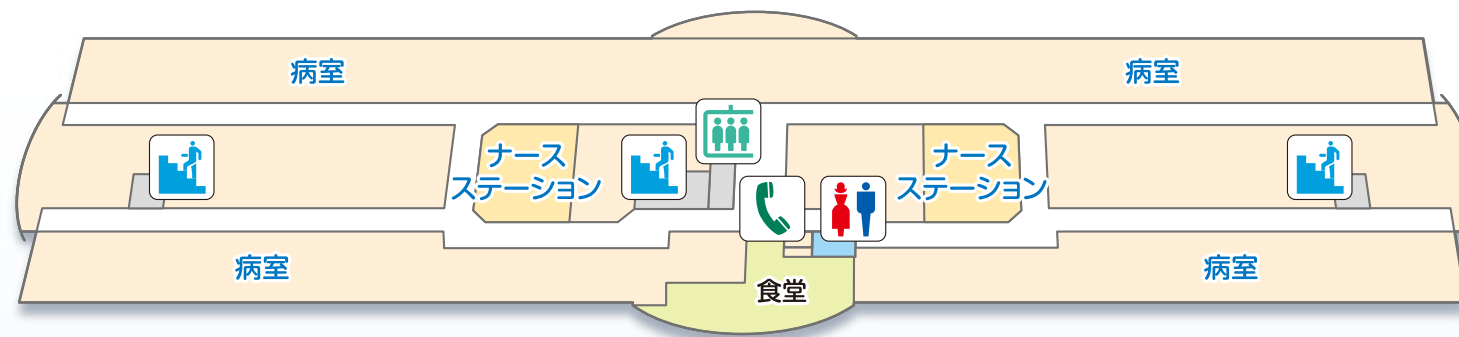 病室
病室
ナース
ステーション
ナース
ステーション
病室
食堂
病室